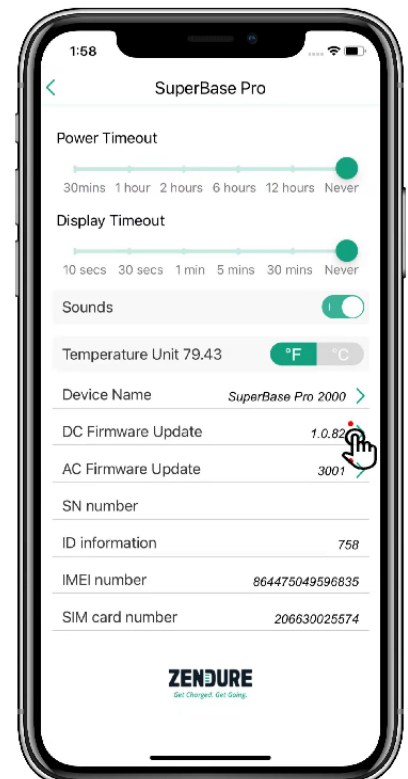 1:58
SuperBase Pro
Power Timeout
30mins 1 hour 2 hours 6 hours 12 hours Never
Display Timeout
10 secs 30 secs 1 min 5 mins 30 mins Never
Sounds
Temperature Unit 79.43 °F °C
Device Name SuperBase Pro 2000
DC Firmware Update 1.0.82
AC Firmware Update 3001
SN number
ID information 758
IMEI number 864475049596835
SIM card number 206630025574
ZENDURE
Get Charged. Get Going.